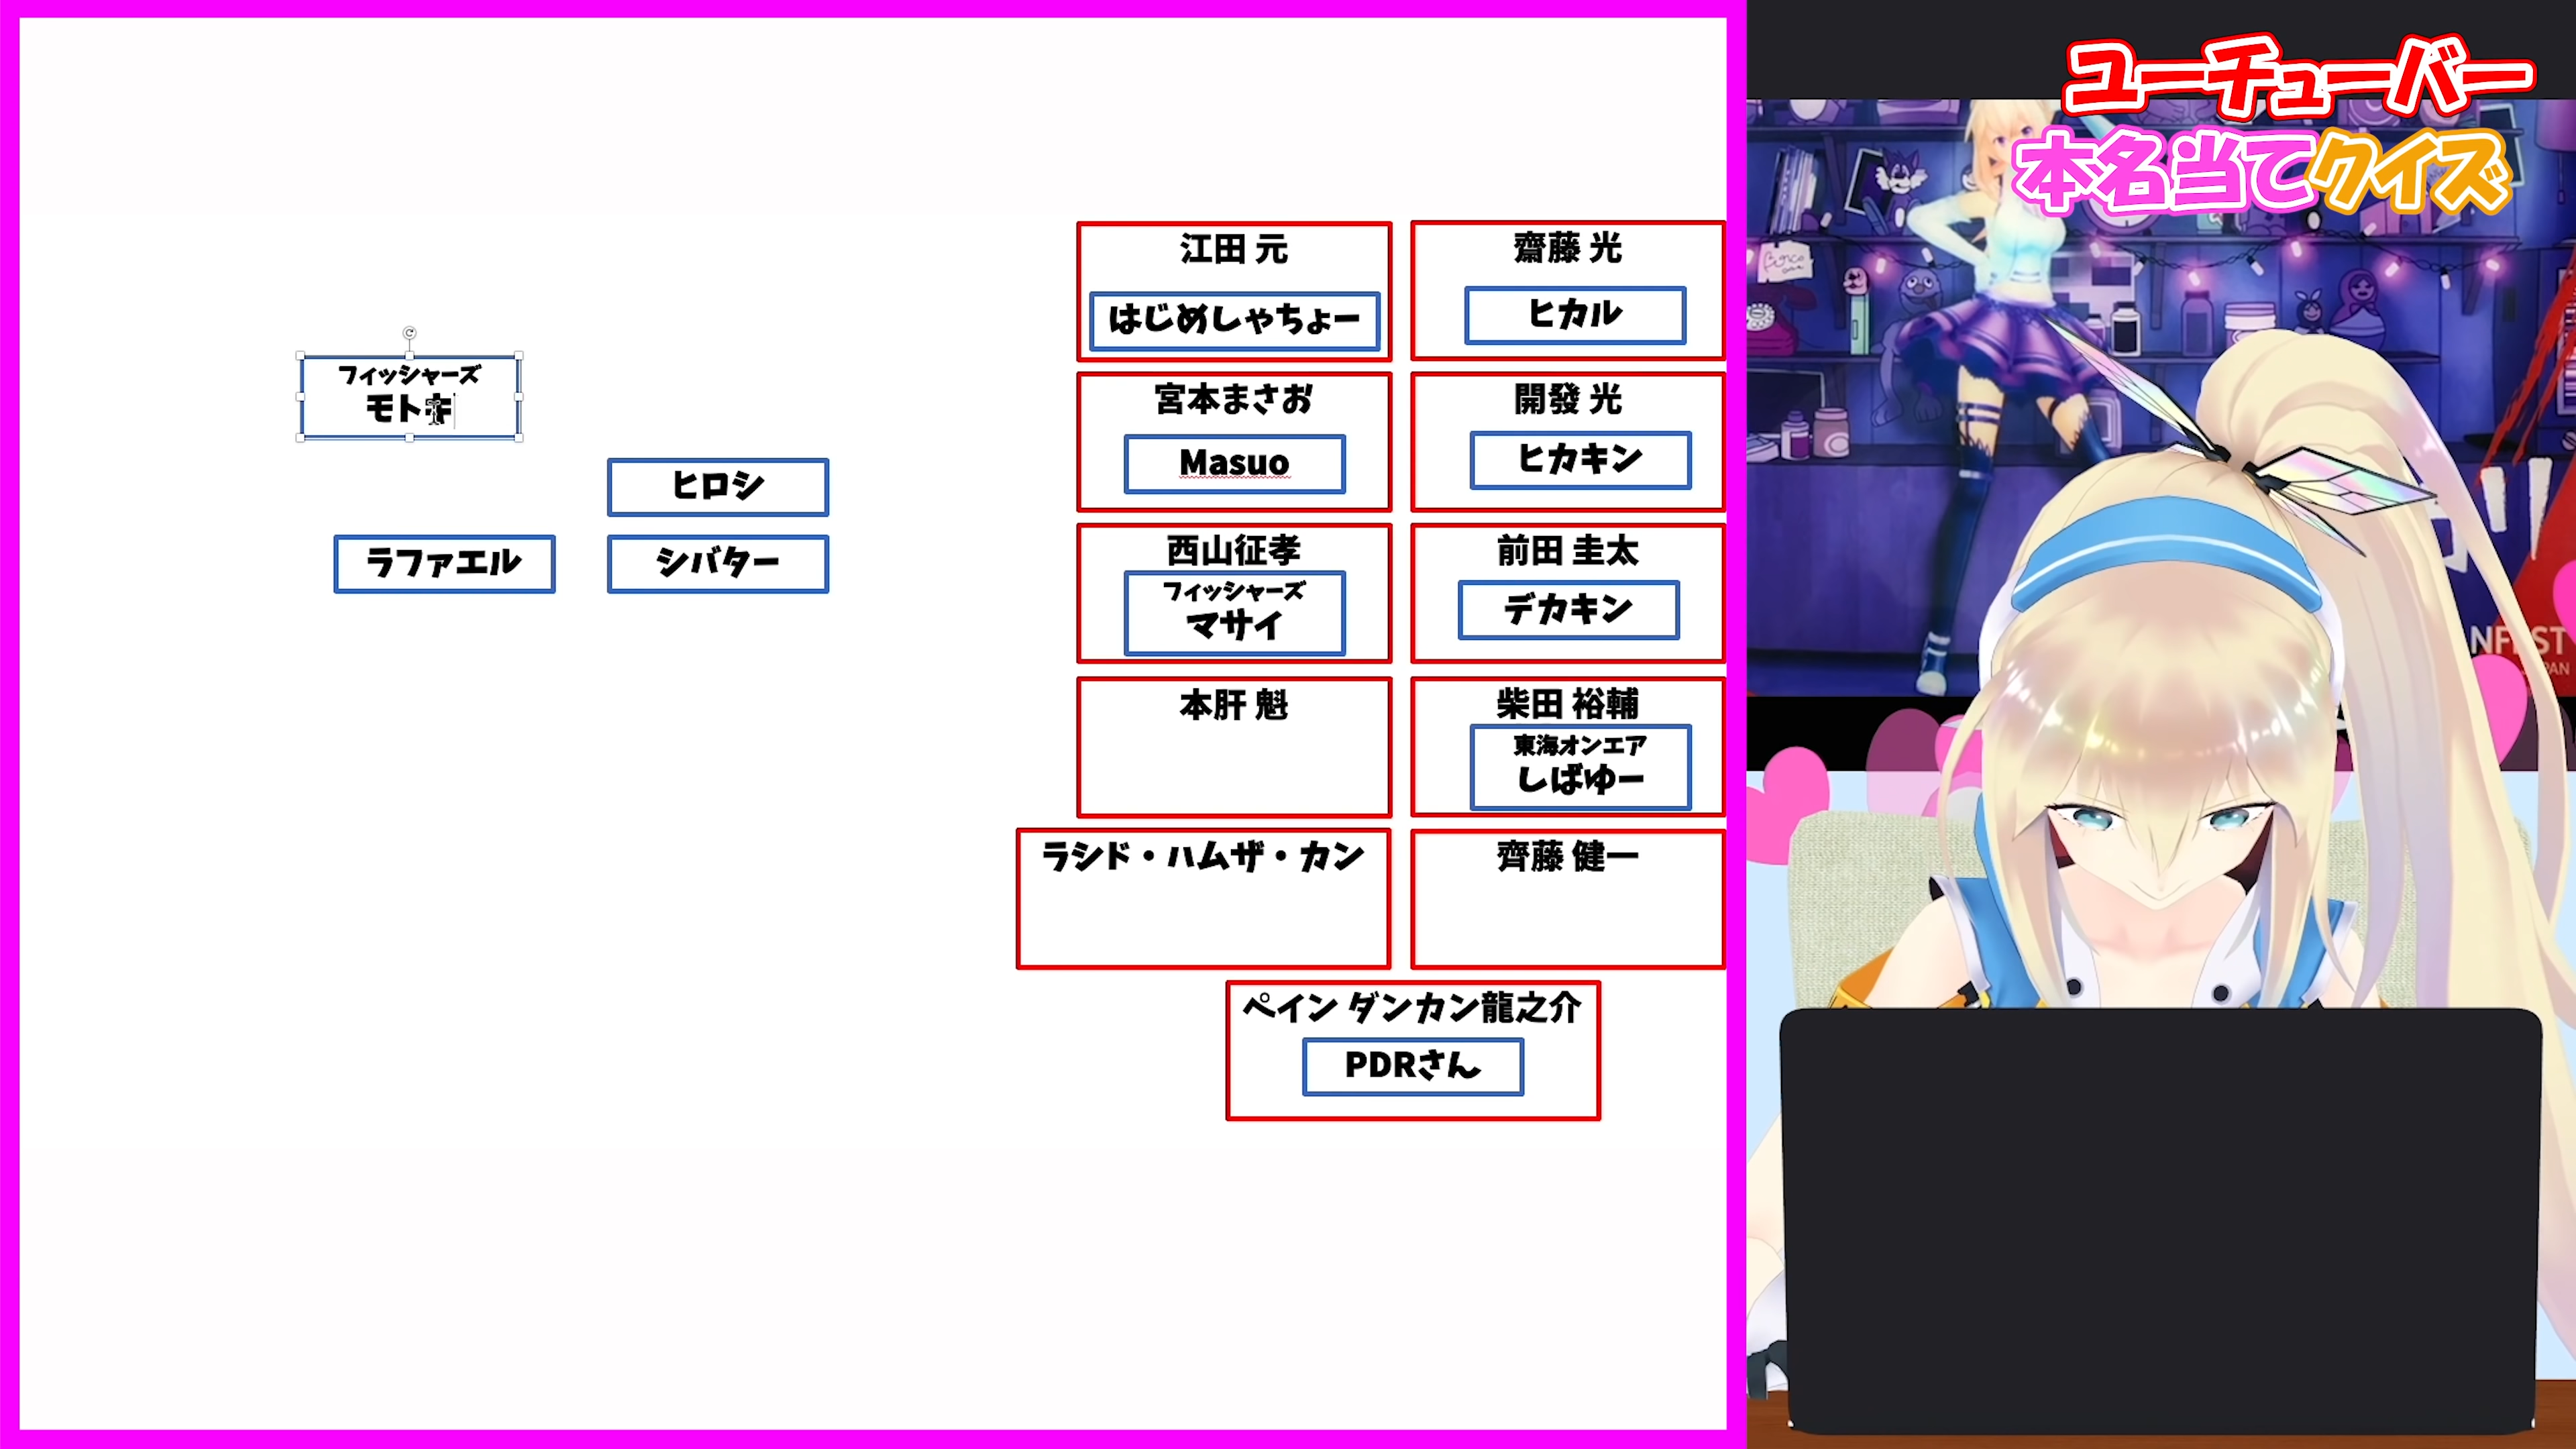 ユーチューバー
本名当てクイズ
フィッシャーズ
モトキ
ヒロシ
ラファエル
シバター
江田 元
はじめしゃちょー
齋藤 光
ヒカル
宮本まさお
Masuo
開發 光
ヒカキン
西山征孝
フィッシャーズ
マサイ
前田 圭太
デカキン
本肝 魁
柴田 裕輔
東海オンエア
しばゆー
ラシド・ハムザ・カン
齊藤 健一
ペイン ダンカン龍之介
PDRさん